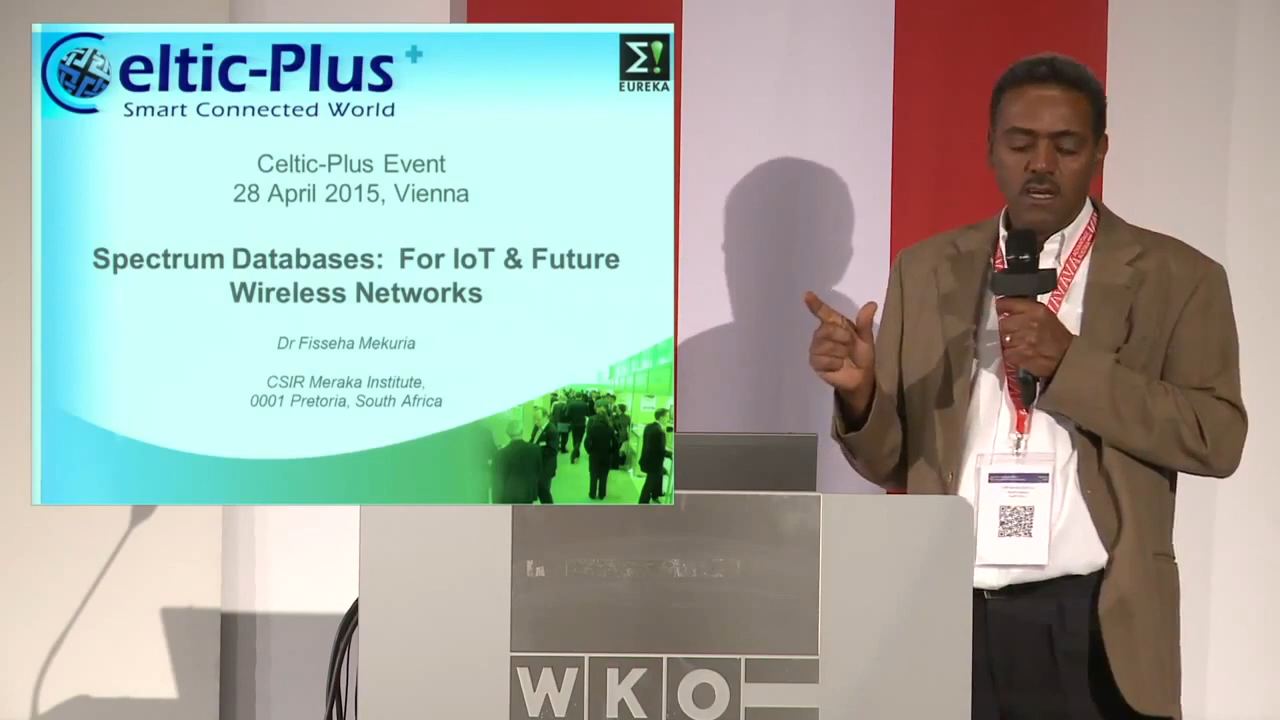 Celtic-Plus+
Smart Connected World
Σ!
EUREKA
Celtic-Plus Event
28 April 2015, Vienna
Spectrum Databases: For IoT & Future
Wireless Networks
Dr Fisseha Mekuria
CSIR Meraka Institute,
0001 Pretoria, South Africa
WKO